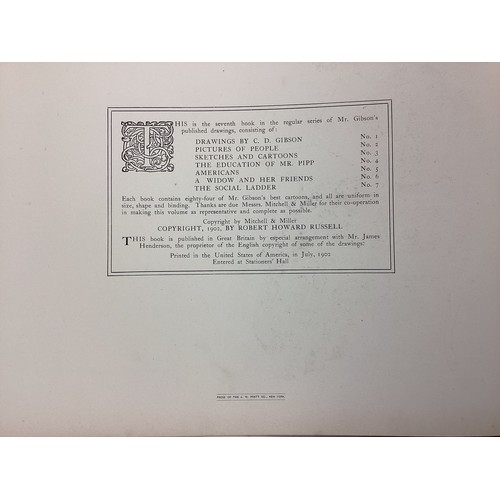 THIS is the seventh book in the regular series of Mr. Gibson's
published drawings, consisting of:
DRAWINGS BY C. D. GIBSON No. 1
PICTURES OF PEOPLE No. 2
SKETCHES AND CARTOONS No. 3
THE EDUCATION OF MR. PIPP No. 4
AMERICANS No. 5
A WIDOW AND HER FRIENDS No. 6
THE SOCIAL LADDER No. 7
Each book contains eighty-four of Mr. Gibson's best cartoons, and all are uniform in
size, shape and binding. Thanks are due Messrs. Mitchell & Miller for their co-operation
in making this volume as representative and complete as possible.
Copyright by Mitchell & Miller
COPYRIGHT, 1902, BY ROBERT HOWARD RUSSELL
THIS book is published in Great Britain by especial arrangement with Mr. James
Henderson, the proprietor of the English copyright of some of the drawings:
Printed in the United States of America, in July, 1902
Entered at Stationers' Hall
PRESS OF THE J. W. PRATT CO., NEW YORK